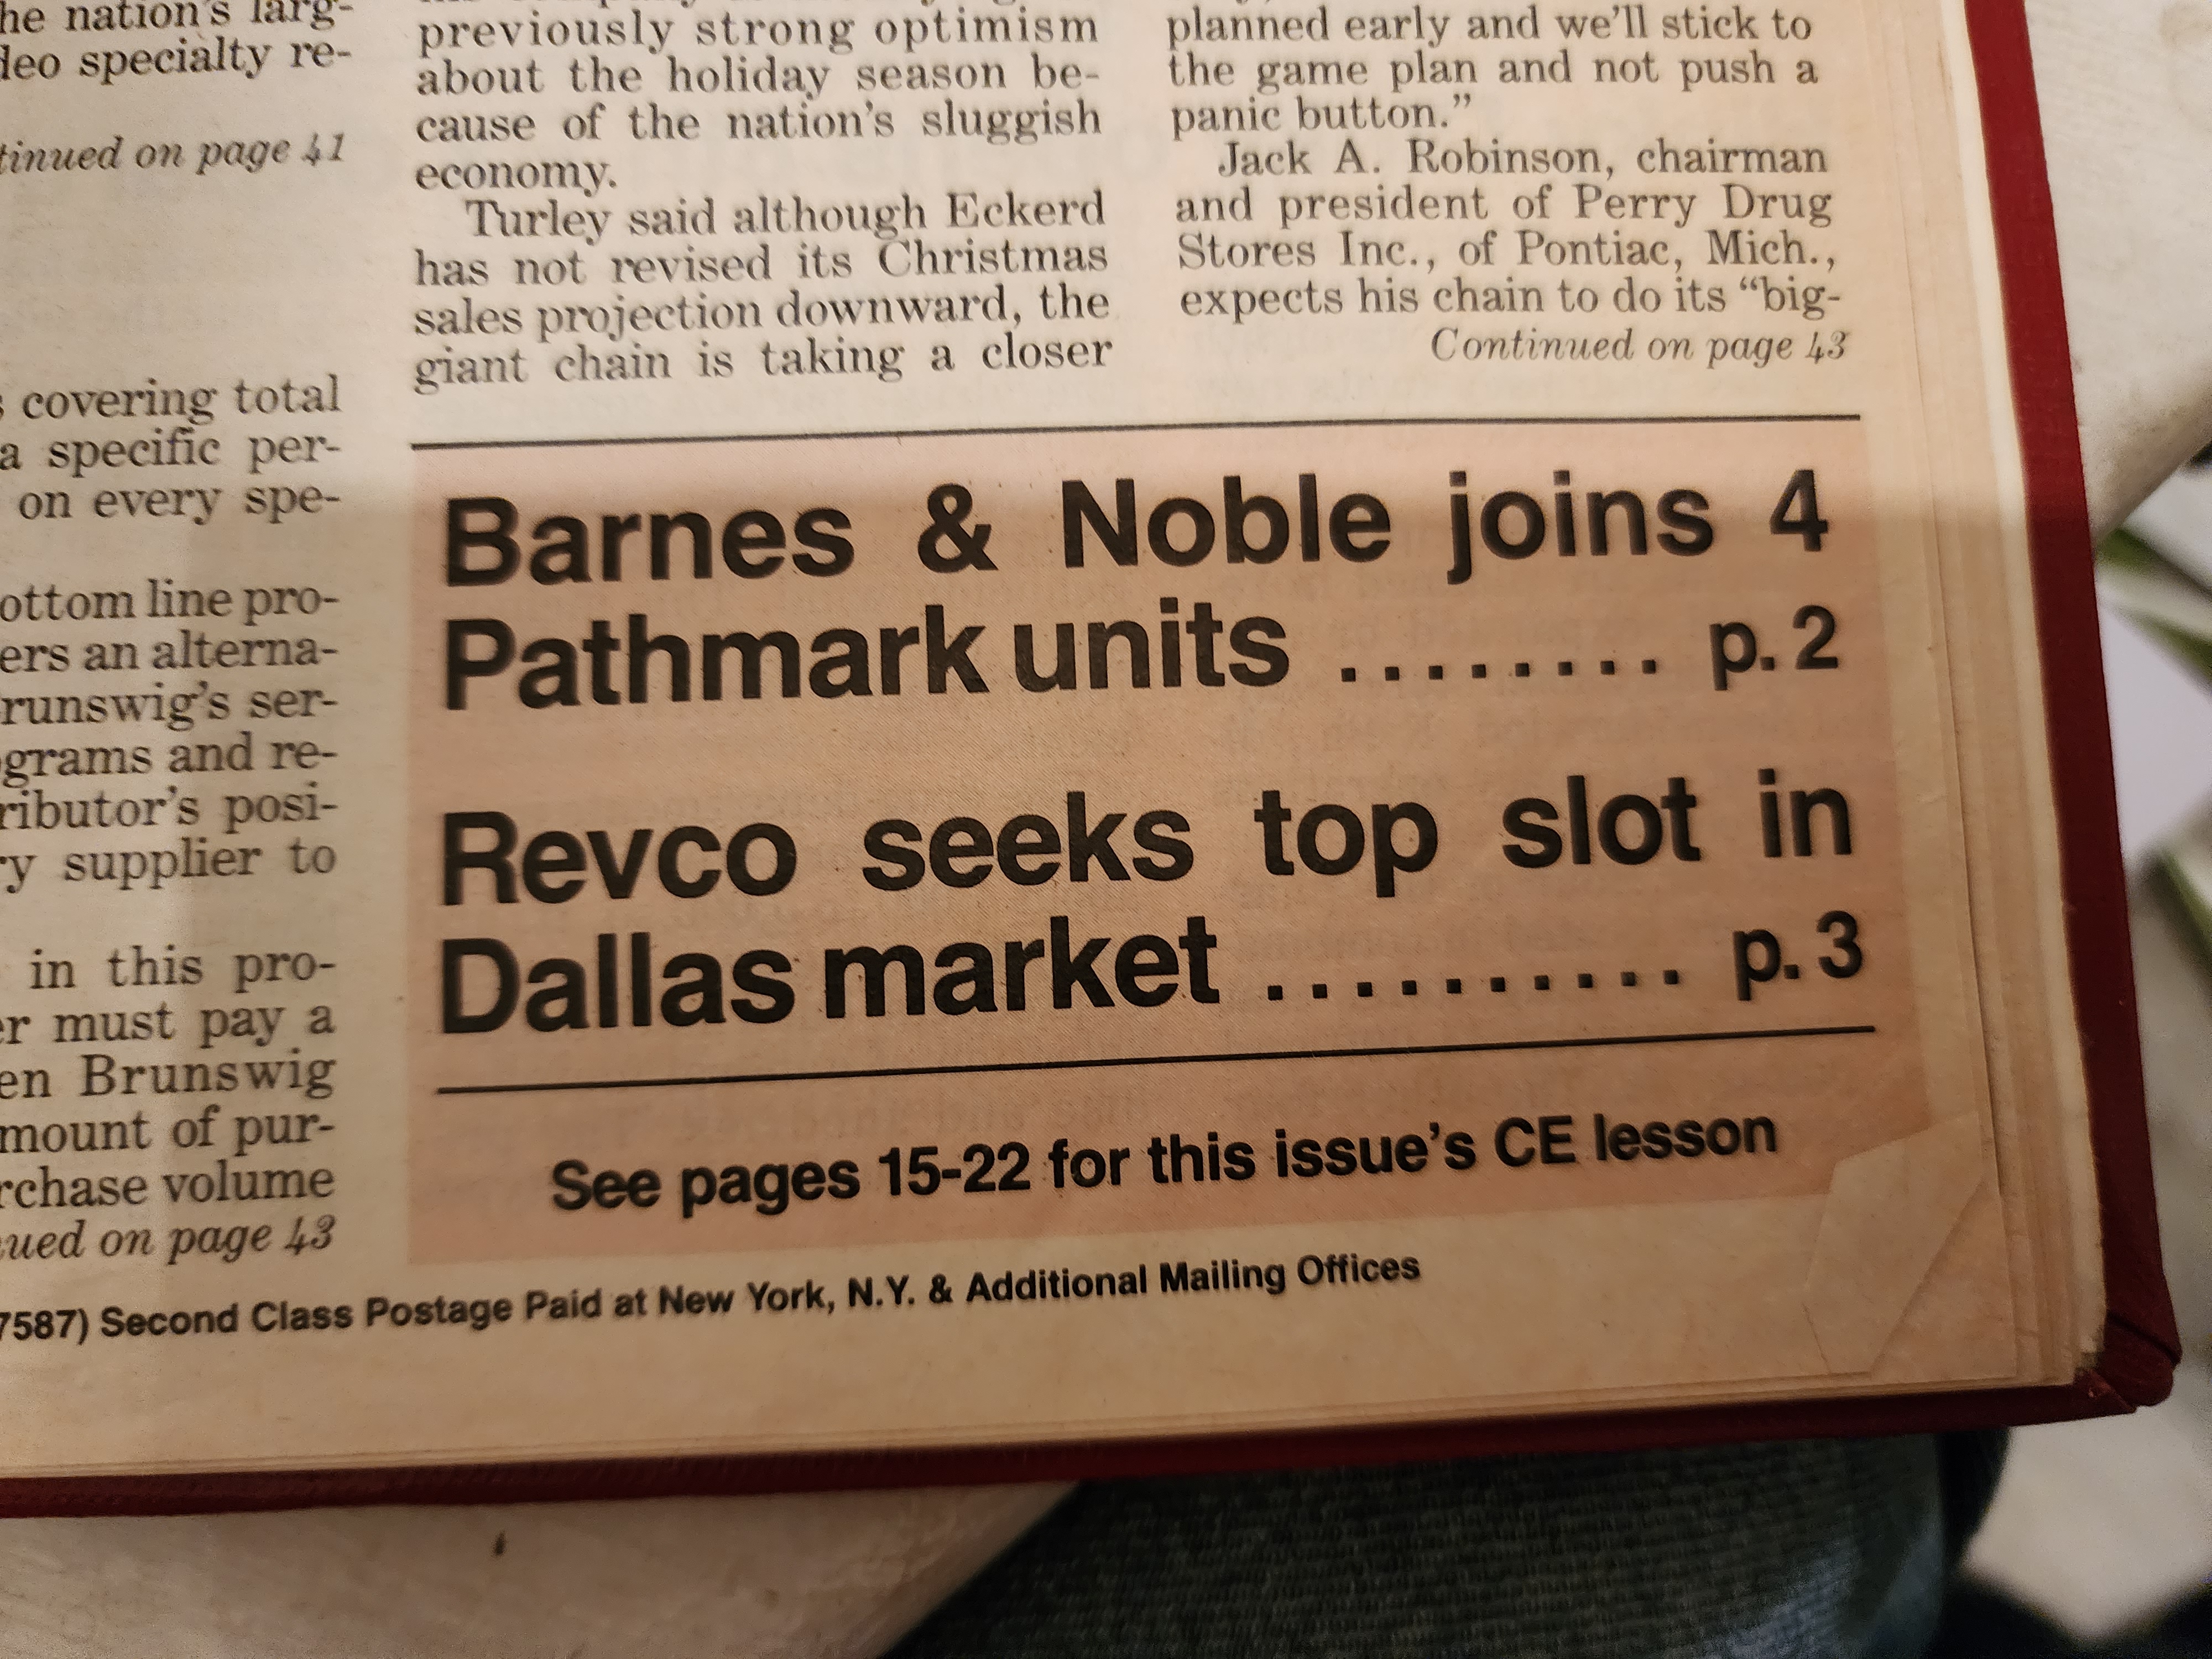 he nation's larg-
deo specialty re-
tinued on page 41
s covering total
a specific per-
on every spe-
ottom line pro-
ers an alterna-
runswig's ser-
grams and re-
ributor's posi-
ry supplier to
in this pro-
er must pay a
en Brunswig
mount of pur-
rchase volume
ued on page 43
previously strong optimism
about the holiday season be-
cause of the nation's sluggish
economy.
Turley said although Eckerd
has not revised its Christmas
sales projection downward, the
giant chain is taking a closer
planned early and we'll stick to
the game plan and not push a
panic button."
Jack A. Robinson, chairman
and president of Perry Drug
Stores Inc., of Pontiac, Mich.,
expects his chain to do its "big-
Continued on page 43
Barnes & Noble joins 4
Pathmark units ........ p. 2
Revco seeks top slot in
Dallas market ........... p. 3
See pages 15-22 for this issue's CE lesson
7587) Second Class Postage Paid at New York, N.Y. & Additional Mailing Offices